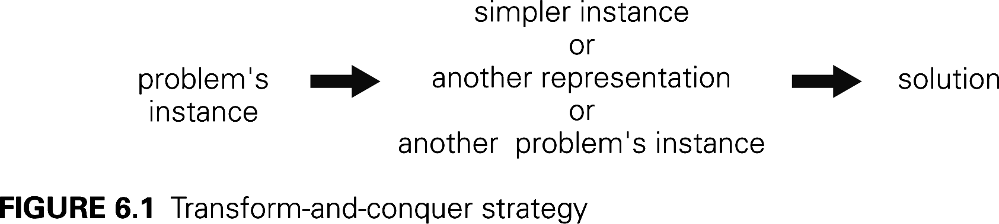 simpler instance
or
problem's
instance
another representation
or
another problem's instance
solution
FIGURE 6.1 Transform-and-conquer strategy